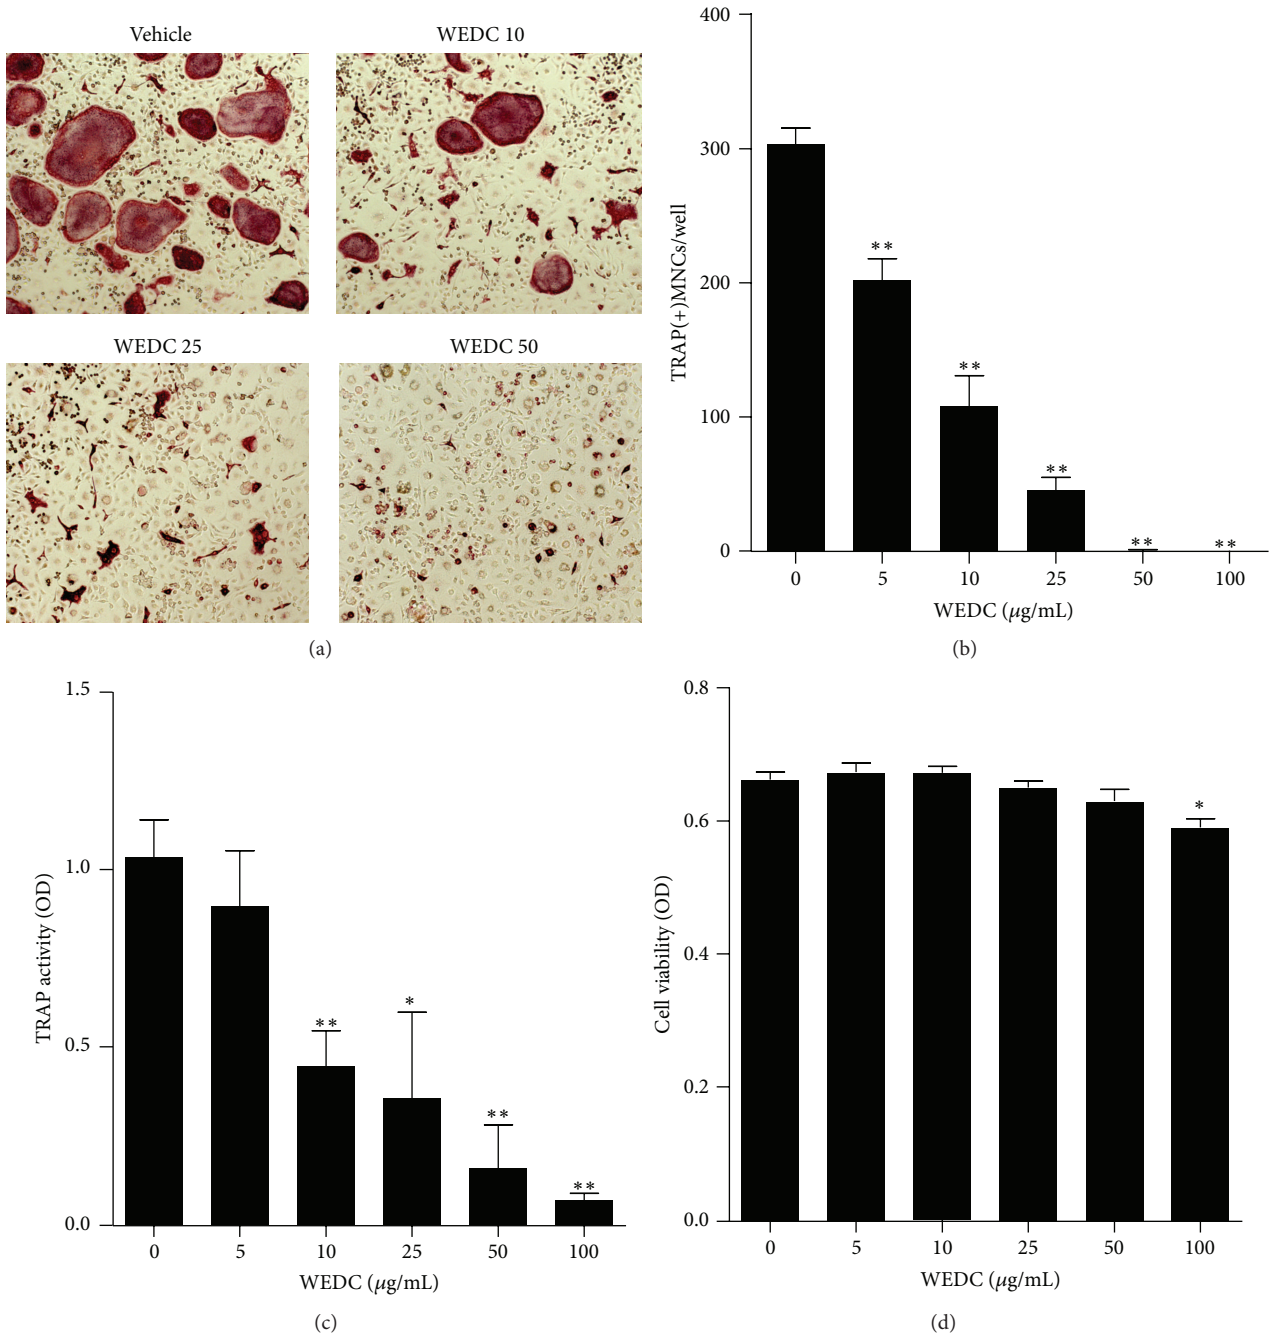 Vehicle
WEDC 10
WEDC 25
WEDC 50
(a)
400
300
200
100
0
TRAP(+)MNCs/well
**
**
**
**
**
0 5 10 25 50 100
WEDC (μg/mL)
(b)
1.5
1.0
0.5
0.0
TRAP activity (OD)
**
*
**
**
0 5 10 25 50 100
WEDC (μg/mL)
(c)
0.8
0.6
0.4
0.2
0.0
Cell viability (OD)
*
0 5 10 25 50 100
WEDC (μg/mL)
(d)